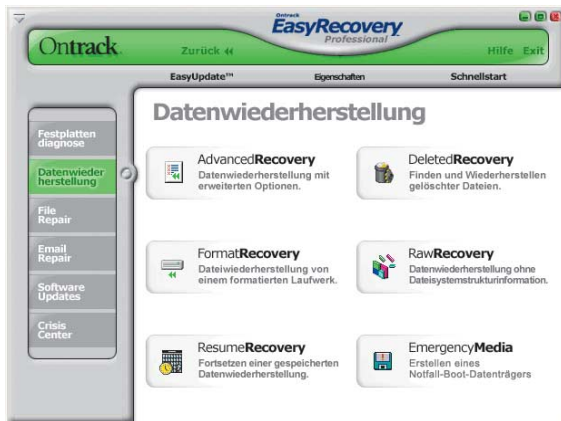 Ontrack
EasyRecovery
Professional
Ontrack
Zurück
Hilfe Exit
EasyUpdate™ Eigenschaften Schnellstart
Datenwiederherstellung
Festplatten
diagnose
Datenwieder
herstellung
File
Repair
Email
Repair
Software
Updates
Crisis
Center
AdvancedRecovery
Datenwiederherstellung mit
erweiterten Optionen.
DeletedRecovery
Finden und Wiederherstellen
gelöschter Dateien.
FormatRecovery
Dateiwiederherstellung von
einem formatierten Laufwerk.
RawRecovery
Datenwiederherstellung ohne
Dateisystemstrukturinformation.
ResumeRecovery
Fortsetzen einer gespeicherten
Datenwiederherstellung.
EmergencyMedia
Erstellen eines
Notfall-Boot-Datenträgers